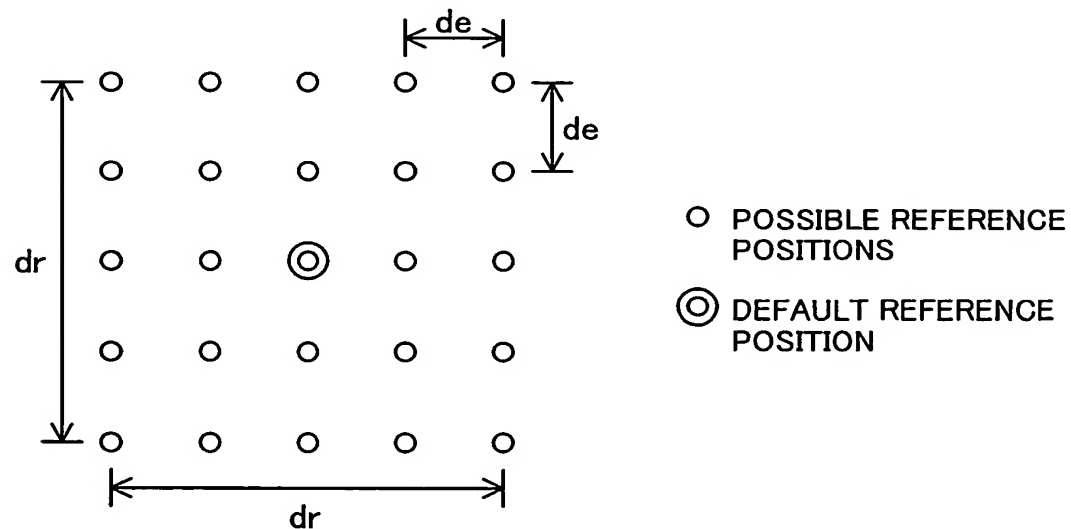 de
de
dr
POSSIBLE REFERENCE
POSITIONS
DEFAULT REFERENCE
POSITION
dr